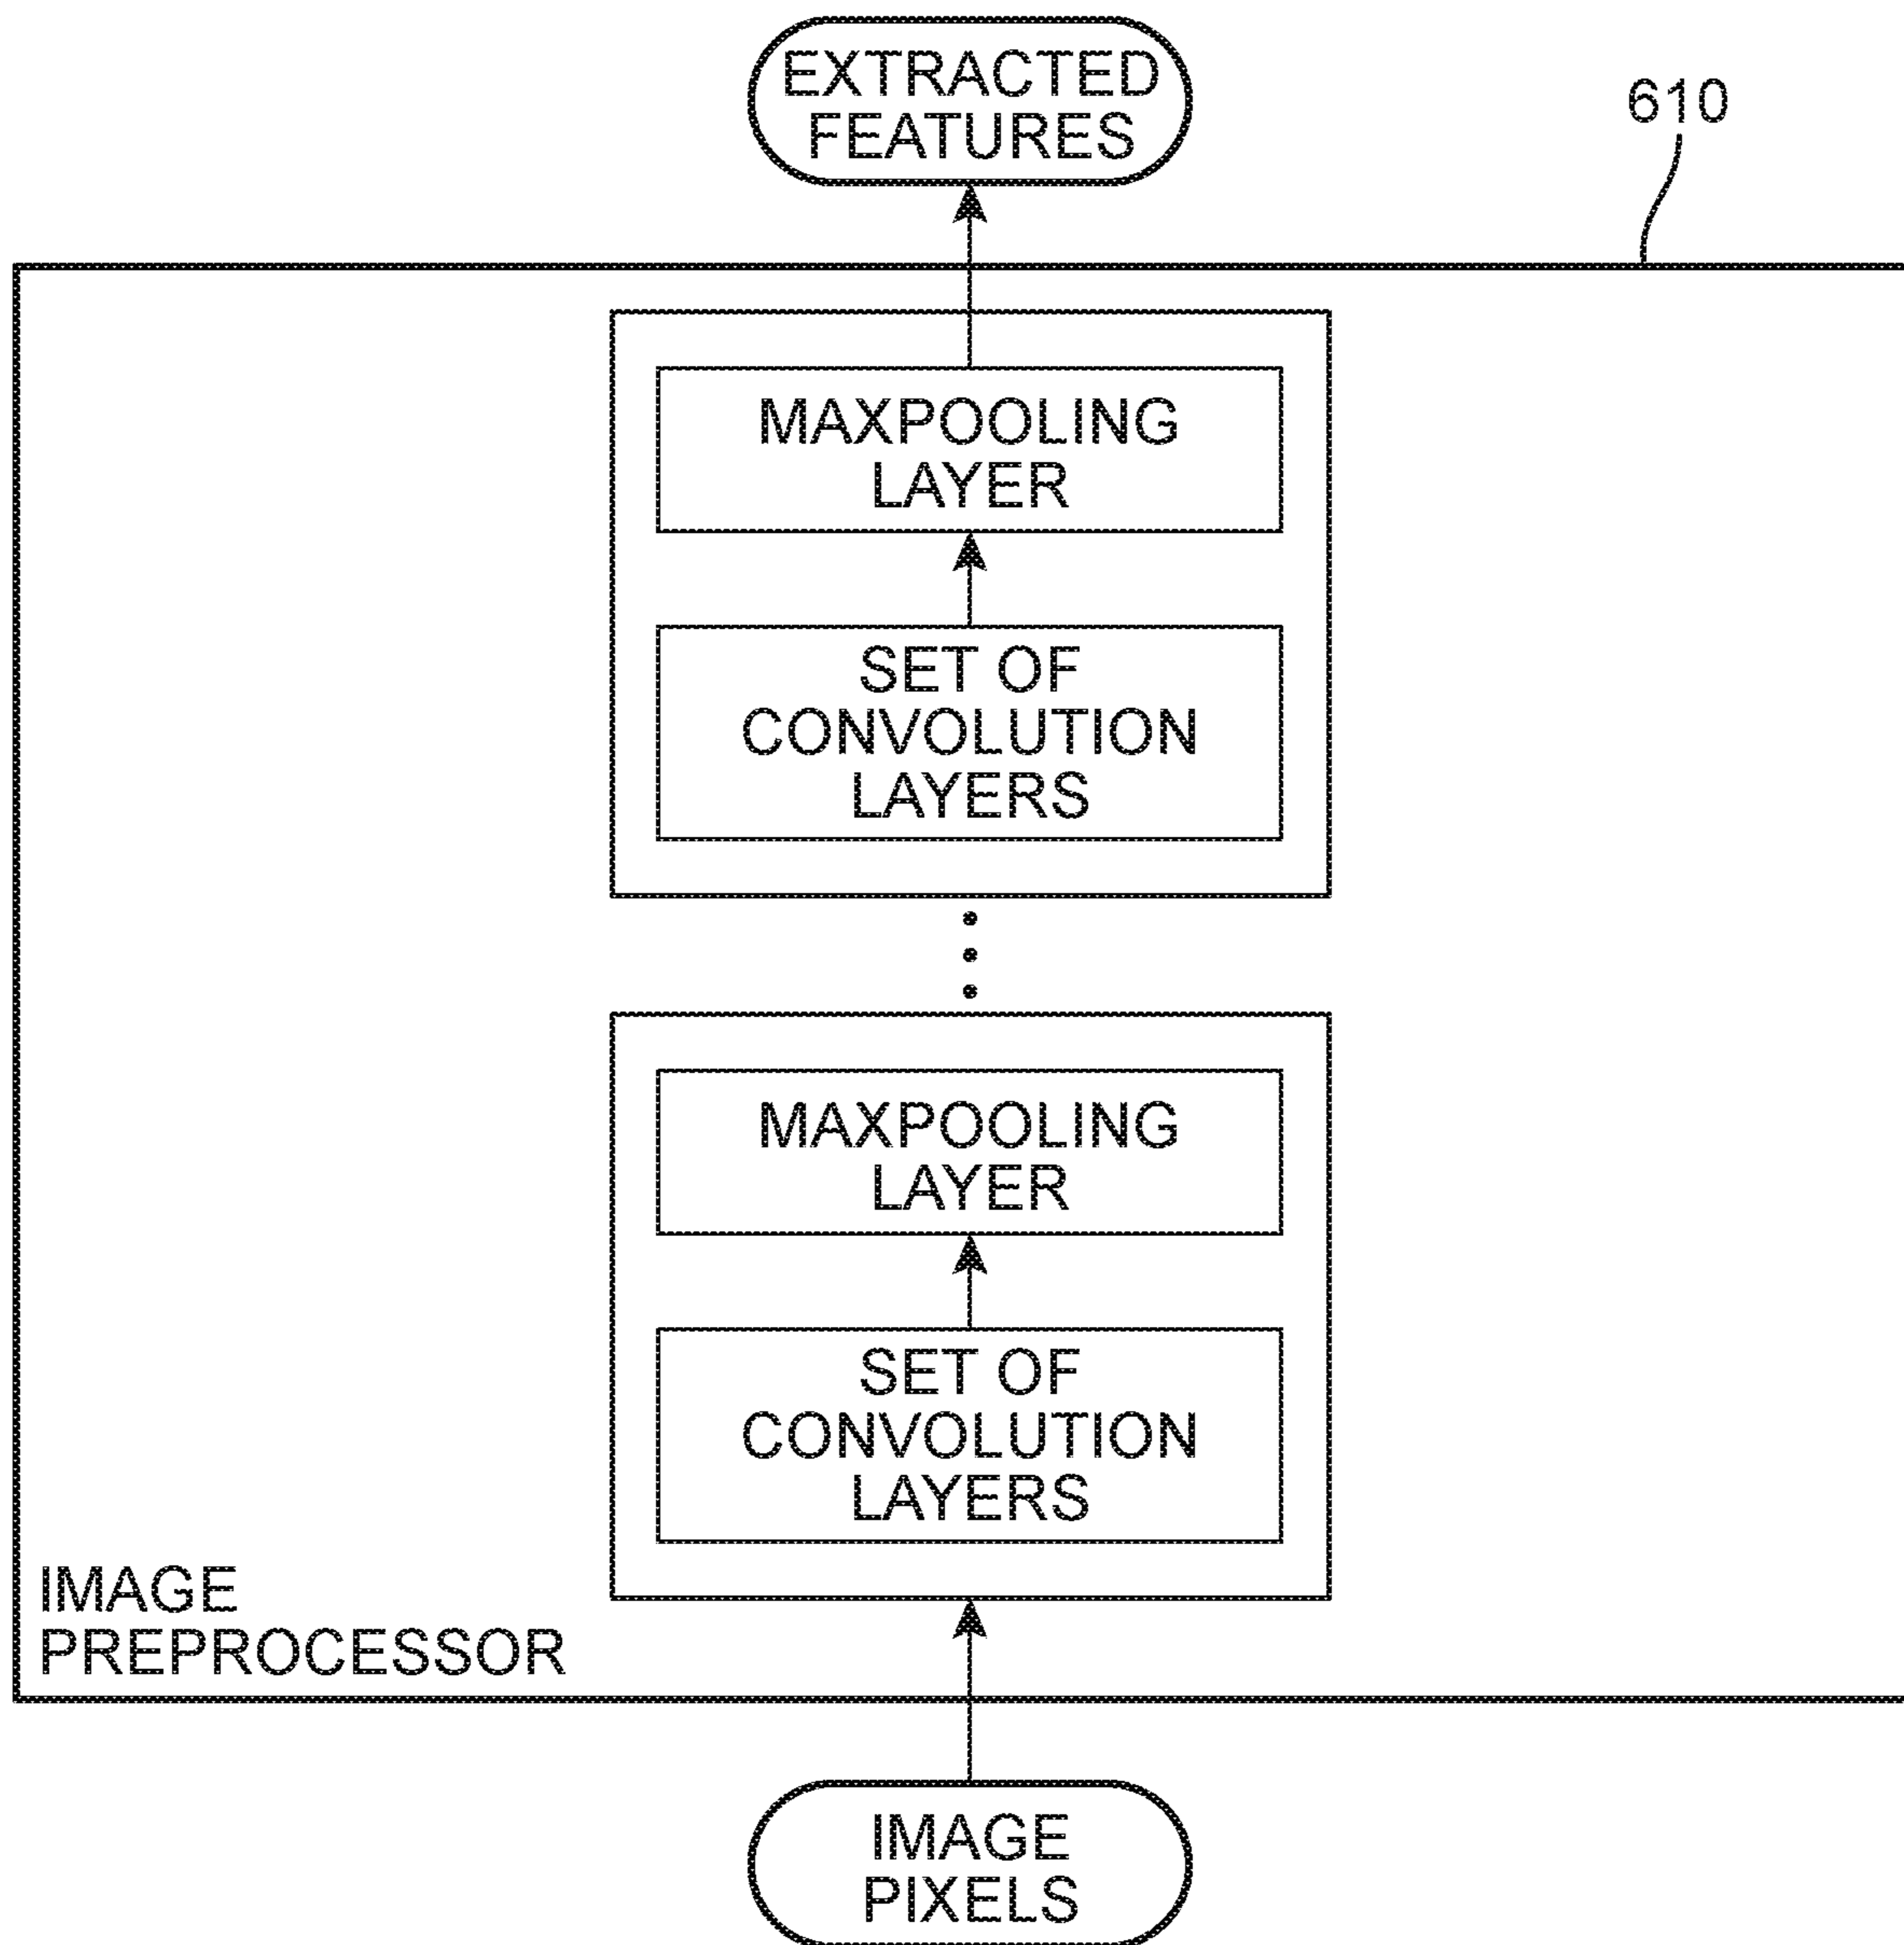 EXTRACTED
FEATURES
610
MAXPOOLING
LAYER
SET OF
CONVOLUTION
LAYERS
MAXPOOLING
LAYER
SET OF
CONVOLUTION
LAYERS
IMAGE
PREPROCESSOR
IMAGE
PIXELS